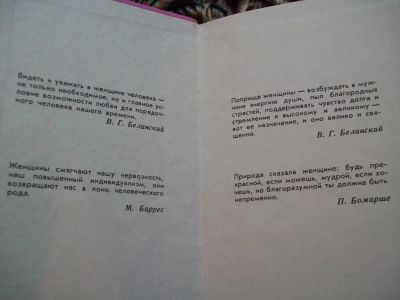 Видеть и уважать в женщине человека —
не только необходимое, но и главное усло-
ловие возможности любви для порядоч-
ного человека нашего времени.
В. Г. Белинский
Женщины смягчают нашу нервозность,
наш повышенный индивидуализм, они
возвращают нас в лоно человеческого
рода.
М. Баррес
Поприще женщины — возбуждать в муж-
чине энергию души, пыл благородных
страстей, поддерживать чувство долга и
стремление к высокому и великому —
вот ее назначение, и оно велико и свя-
щенно.
В. Г. Белинский
Природа сказала женщине: будь пре-
красной, если можешь, мудрой, если хо-
чешь, но благоразумной ты должна быть
непременно.
П. Бомарше